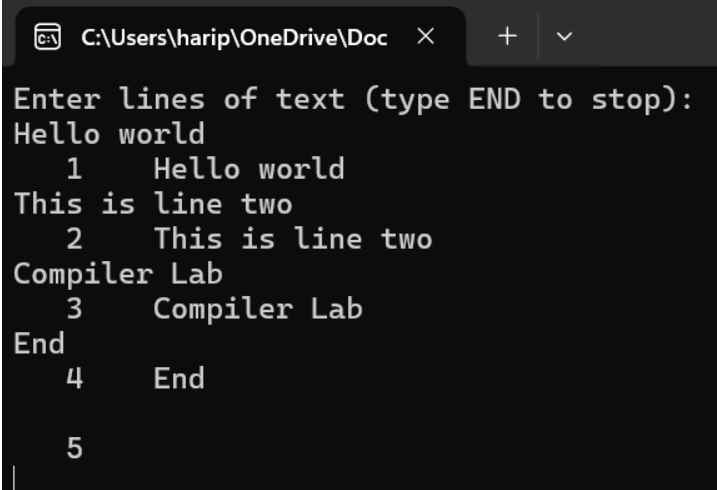 C:\Users\harip\OneDrive\Doc
Enter lines of text (type END to stop):
Hello world
1 Hello world
This is line two
2 This is line two
Compiler Lab
3 Compiler Lab
End
4 End
5